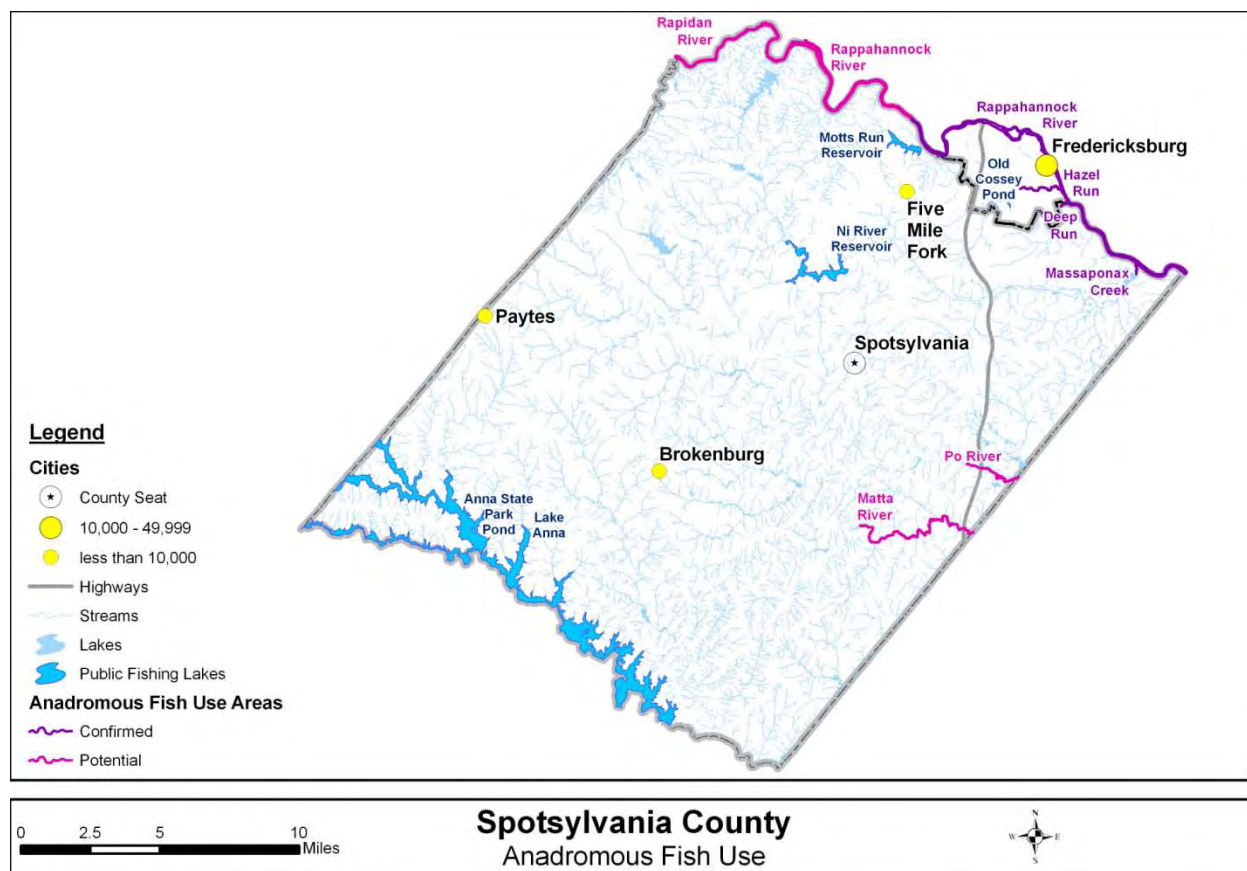 Rapidan
River
Rappahannock
River
Rappahannock
River
Motts Run
Reservoir
Fredericksburg
Old
Cossey
Pond
Hazel
Run
Five
Mile
Fork
Deep
Run
Ni River
Reservoir
Massaponax
Creek
Paytes
Spotsylvania
Brokenburg
Po River
Matta
River
Anna State
Park
Pond
Lake
Anna
Legend
Cities
County Seat
10,000 - 49,999
less than 10,000
Highways
Streams
Lakes
Public Fishing Lakes
Anadromous Fish Use Areas
Confirmed
Potential
0 2.5 5 10
Miles
Spotsylvania County
Anadromous Fish Use
N
W E
S